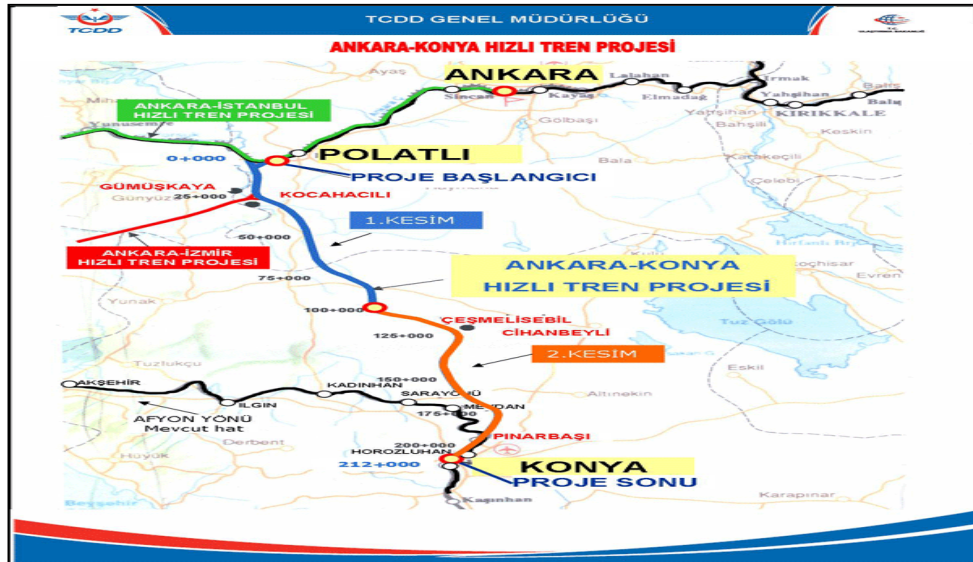 TCDD GENEL MÜDÜRLÜĞÜ
TCDD
ANKARA-KONYA HIZLI TREN PROJESİ
Ayaş
ANKARA
Sincan
Kayaş
Lalahan
Elmadağ
Irmak
Yahşihan
Balış
KIRIKKALE
Keskin
Gölbaşı
Bahşili
Karakeçili
Çelebi
Bala
ANKARA-İSTANBUL
HIZLI TREN PROJESİ
Yunusemre
0+000
POLATLI
PROJE BAŞLANGICI
GÜMÜŞKAYA
Günyüzü
25+000
KOCAHACILI
1.KESİM
50+000
ANKARA-İZMİR
HIZLI TREN PROJESİ
75+000
ANKARA-KONYA
HIZLI TREN PROJESİ
Evren
Yunak
100+000
ÇEŞMELİSEBİL
CİHANBEYLİ
Tuz Gölü
125+000
2.KESİM
Tuzlukçu
Eskil
AKŞEHİR
KADINHAN
150+000
SARAYÖNÜ
MEYDAN
Altınekin
ILGIN
175+000
AFYON YÖNÜ
Mevcut hat
Derbent
PINARBAŞI
200+000
HOROZLUHAN
Hüyük
212+000
KONYA
PROJE SONU
Kaşınhan
Karapınar
Beyşehir